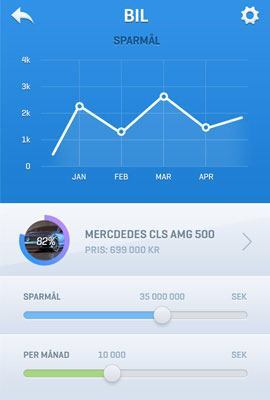 BIL
SPARMÅL
4k
3k
2k
1k
0
JAN FEB MAR APR
82%
MERCDEDES CLS AMG 500
PRIS: 699 000 KR
SPARMÅL 35 000 000 SEK
PER MÅNAD 10 000 SEK